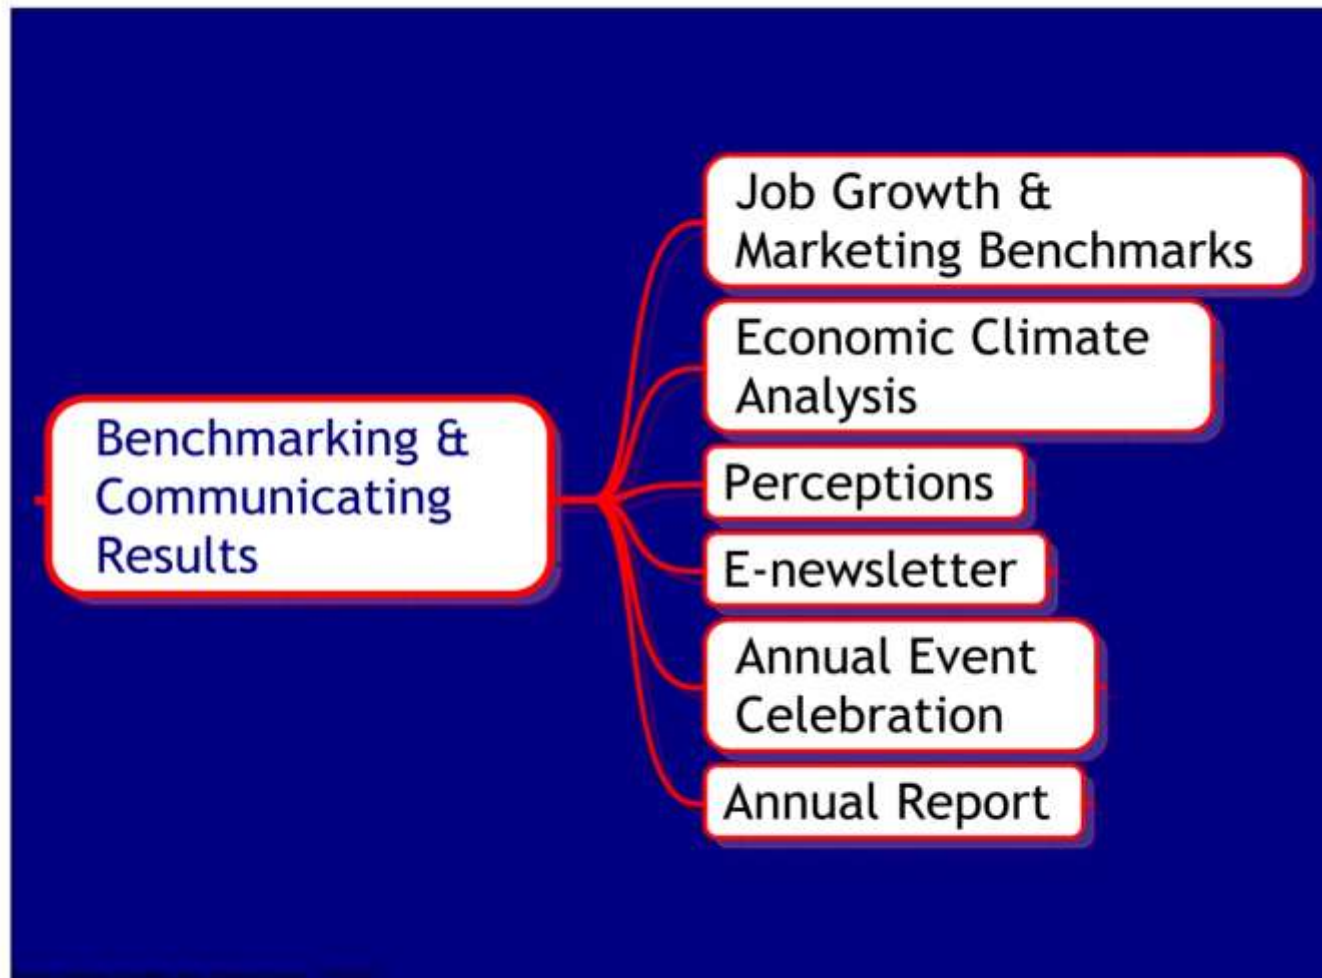 Benchmarking &
Communicating
Results
Job Growth &
Marketing Benchmarks
Economic Climate
Analysis
Perceptions
E-newsletter
Annual Event
Celebration
Annual Report